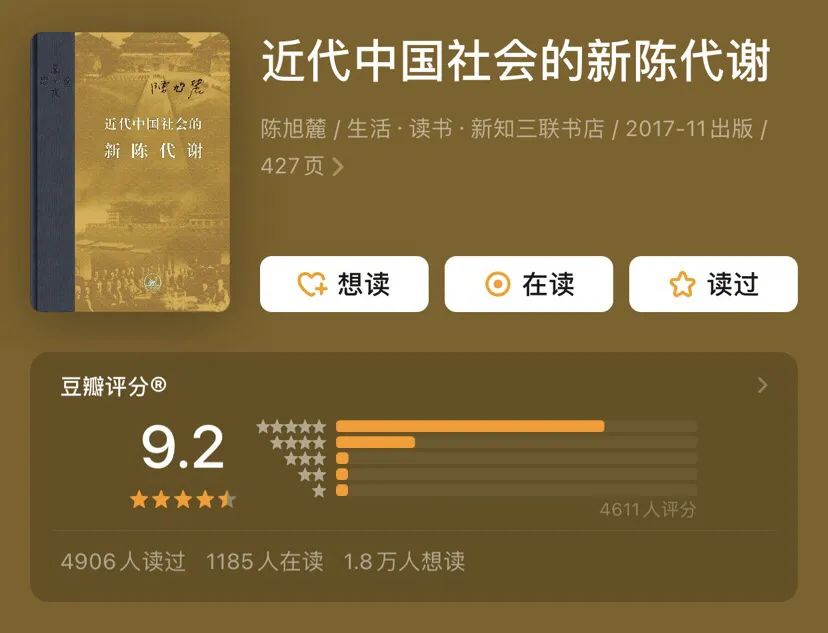 近代中国社会的新陈代谢
陈旭麓 / 生活 · 读书 · 新知三联书店 / 2017-11出版 /
427页
近代中国社会的
新陈代谢
想读
在读
读过
豆瓣评分®
9.2
4611人评分
4906人读过 1185人在读 1.8万人想读